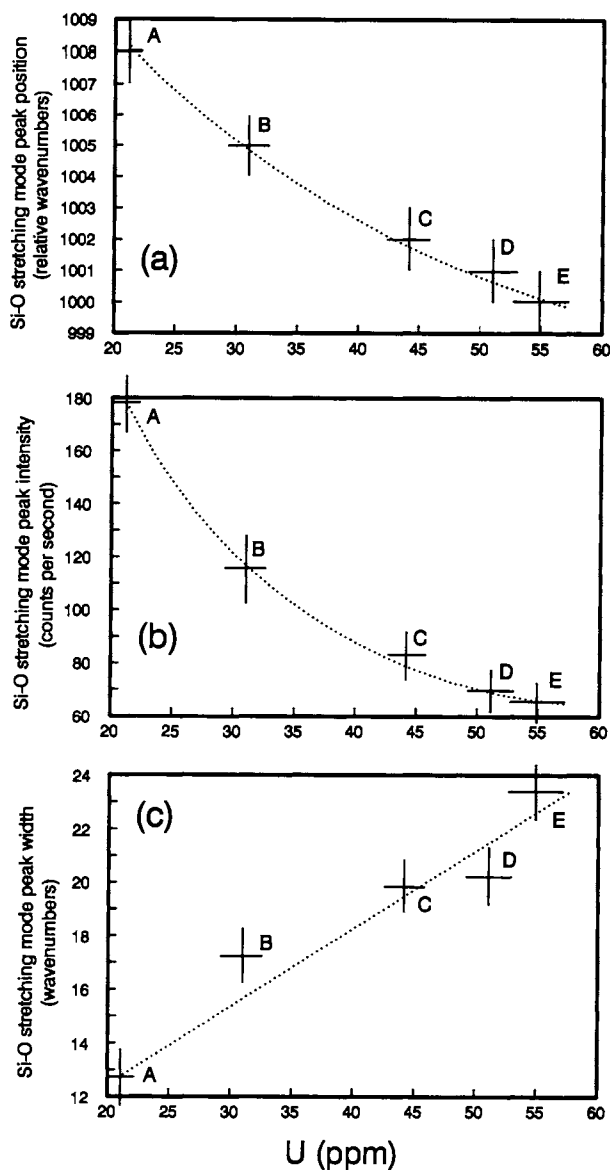 Si-O stretching mode peak position
(relative wavenumbers)
1009
1008
1007
1006
1005
1004
1003
1002
1001
1000
999
A
B
C
D
E
(a)
20 25 30 35 40 45 50 55 60
Si-O stretching mode peak intensity
(counts per second)
180
160
140
120
100
80
60
A
B
C
D
E
(b)
20 25 30 35 40 45 50 55 60
Si-O stretching mode peak width
(wavenumbers)
24
22
20
18
16
14
12
(c)
A
B
C
D
E
20 25 30 35 40 45 50 55 60
U (ppm)